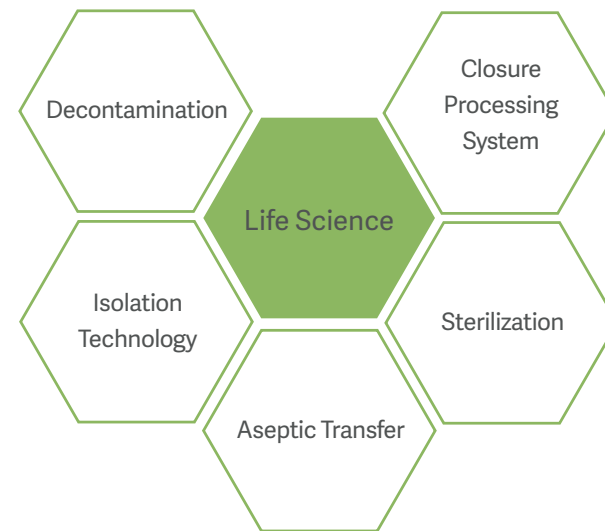 Decontamination
Closure
Processing
System
Life Science
Isolation
Technology
Sterilization
Aseptic Transfer